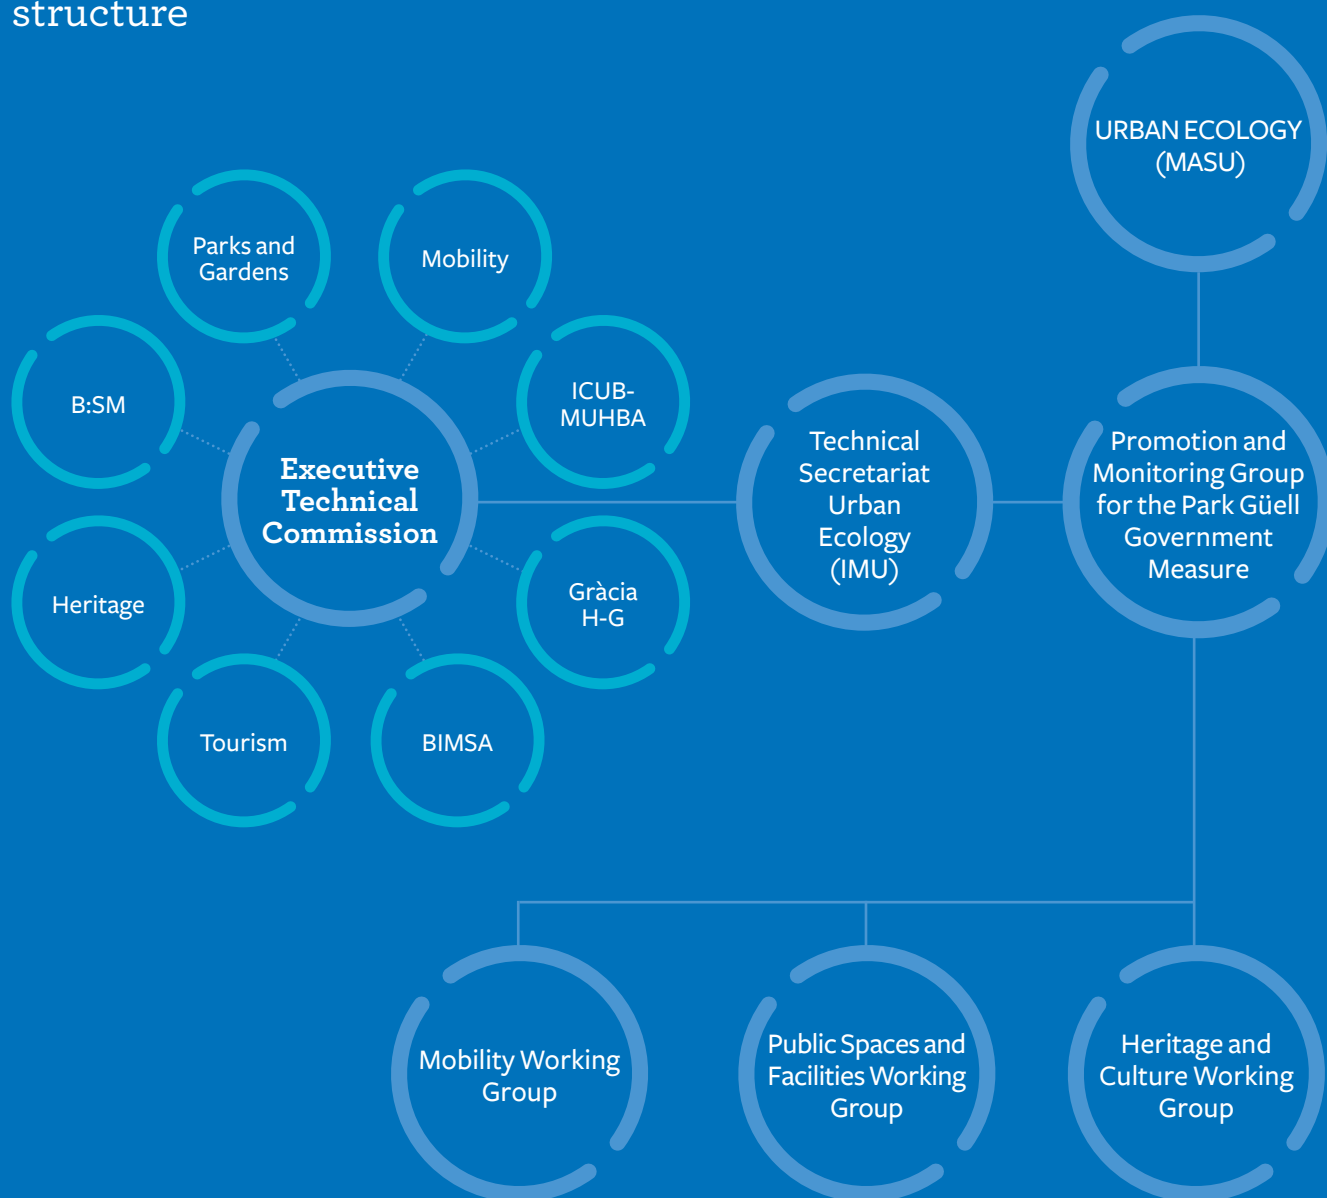 structure
URBAN ECOLOGY
(MASU)
Parks and
Gardens
Mobility
B:SM
ICUB-
MUHBA
Executive
Technical
Commission
Technical
Secretariat
Urban
Ecology
(IMU)
Promotion and
Monitoring Group
for the Park Güell
Government
Measure
Heritage
Gràcia
H-G
Tourism
BIMSA
Mobility Working
Group
Public Spaces and
Facilities Working
Group
Heritage and
Culture Working
Group